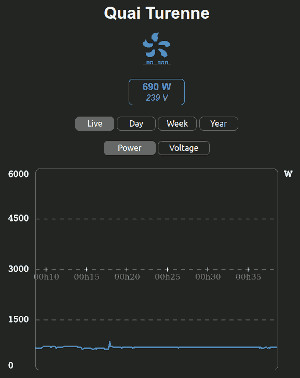 Quai Turenne
690 W
239 V
Live Day Week Year
Power Voltage
6000 W
4500
3000
00h10 00h15 00h20 00h25 00h30 00h35
1500
0